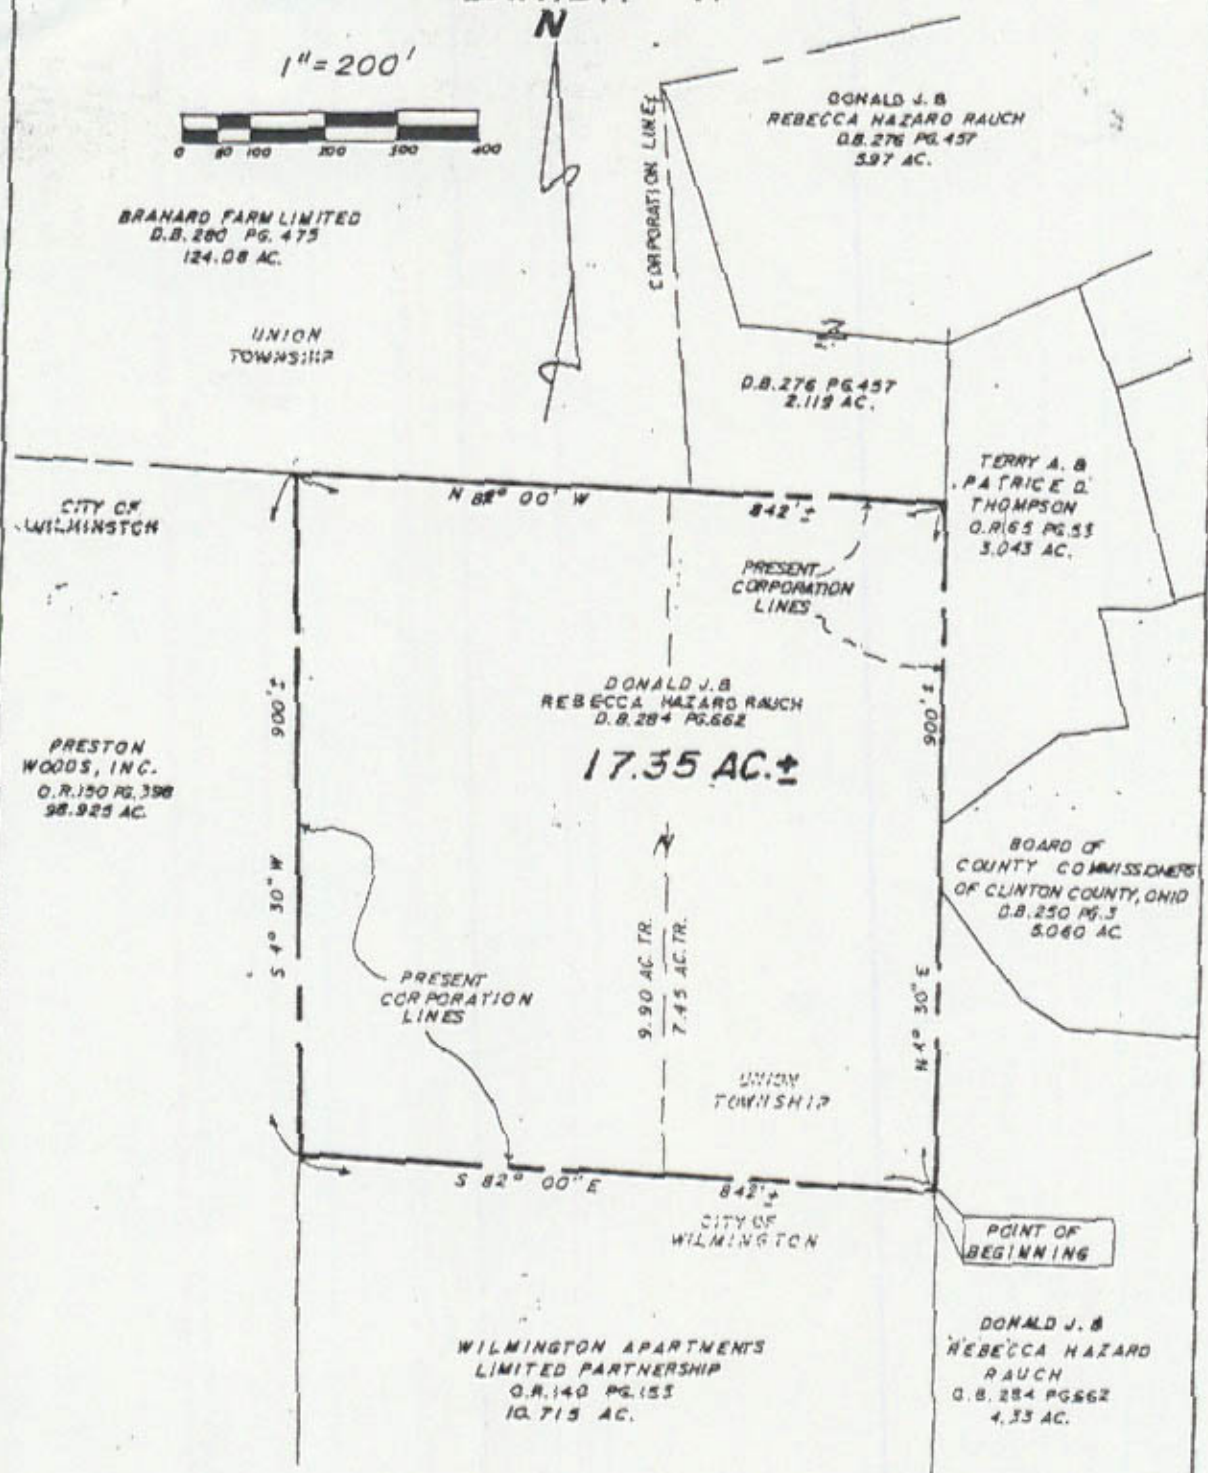 N
1"=200'
0 50 100 200 300 400
BRANARD FARM LIMITED
D.B. 280 PG. 475
124.08 AC.
UNION
TOWNSHIP
CORPORATION LINE
DONALD J. &
REBECCA HAZARD RAUCH
D.B. 276 PG. 457
5.97 AC.
D.B. 276 PG 457
2.119 AC.
TERRY A. &
PATRICE D.
THOMPSON
O.R. 65 PG. 53
3.043 AC.
CITY OF
WILMINGTON
N 82° 00' W
842'±
PRESENT
CORPORATION
LINES
DONALD J. &
REBECCA HAZARD RAUCH
D.B. 284 PG. 662
17.35 AC.±
900'±
900'±
PRESTON
WOODS, INC.
O.R. 150 PG. 398
98.925 AC.
S 4° 30" W
BOARD OF
COUNTY COMMISSIONERS
OF CLINTON COUNTY, OHIO
D.B. 250 PG. 3
5.060 AC.
9.90 AC. TR.
7.45 AC. TR.
N 4° 30" E
PRESENT
CORPORATION
LINES
UNION
TOWNSHIP
S 82° 00" E
842'±
CITY OF
WILMINGTON
POINT OF
BEGINNING
WILMINGTON APARTMENTS
LIMITED PARTNERSHIP
O.R. 140 PG. 153
10.715 AC.
DONALD J. &
REBECCA HAZARD
RAUCH
D.B. 284 PG 662
4.33 AC.